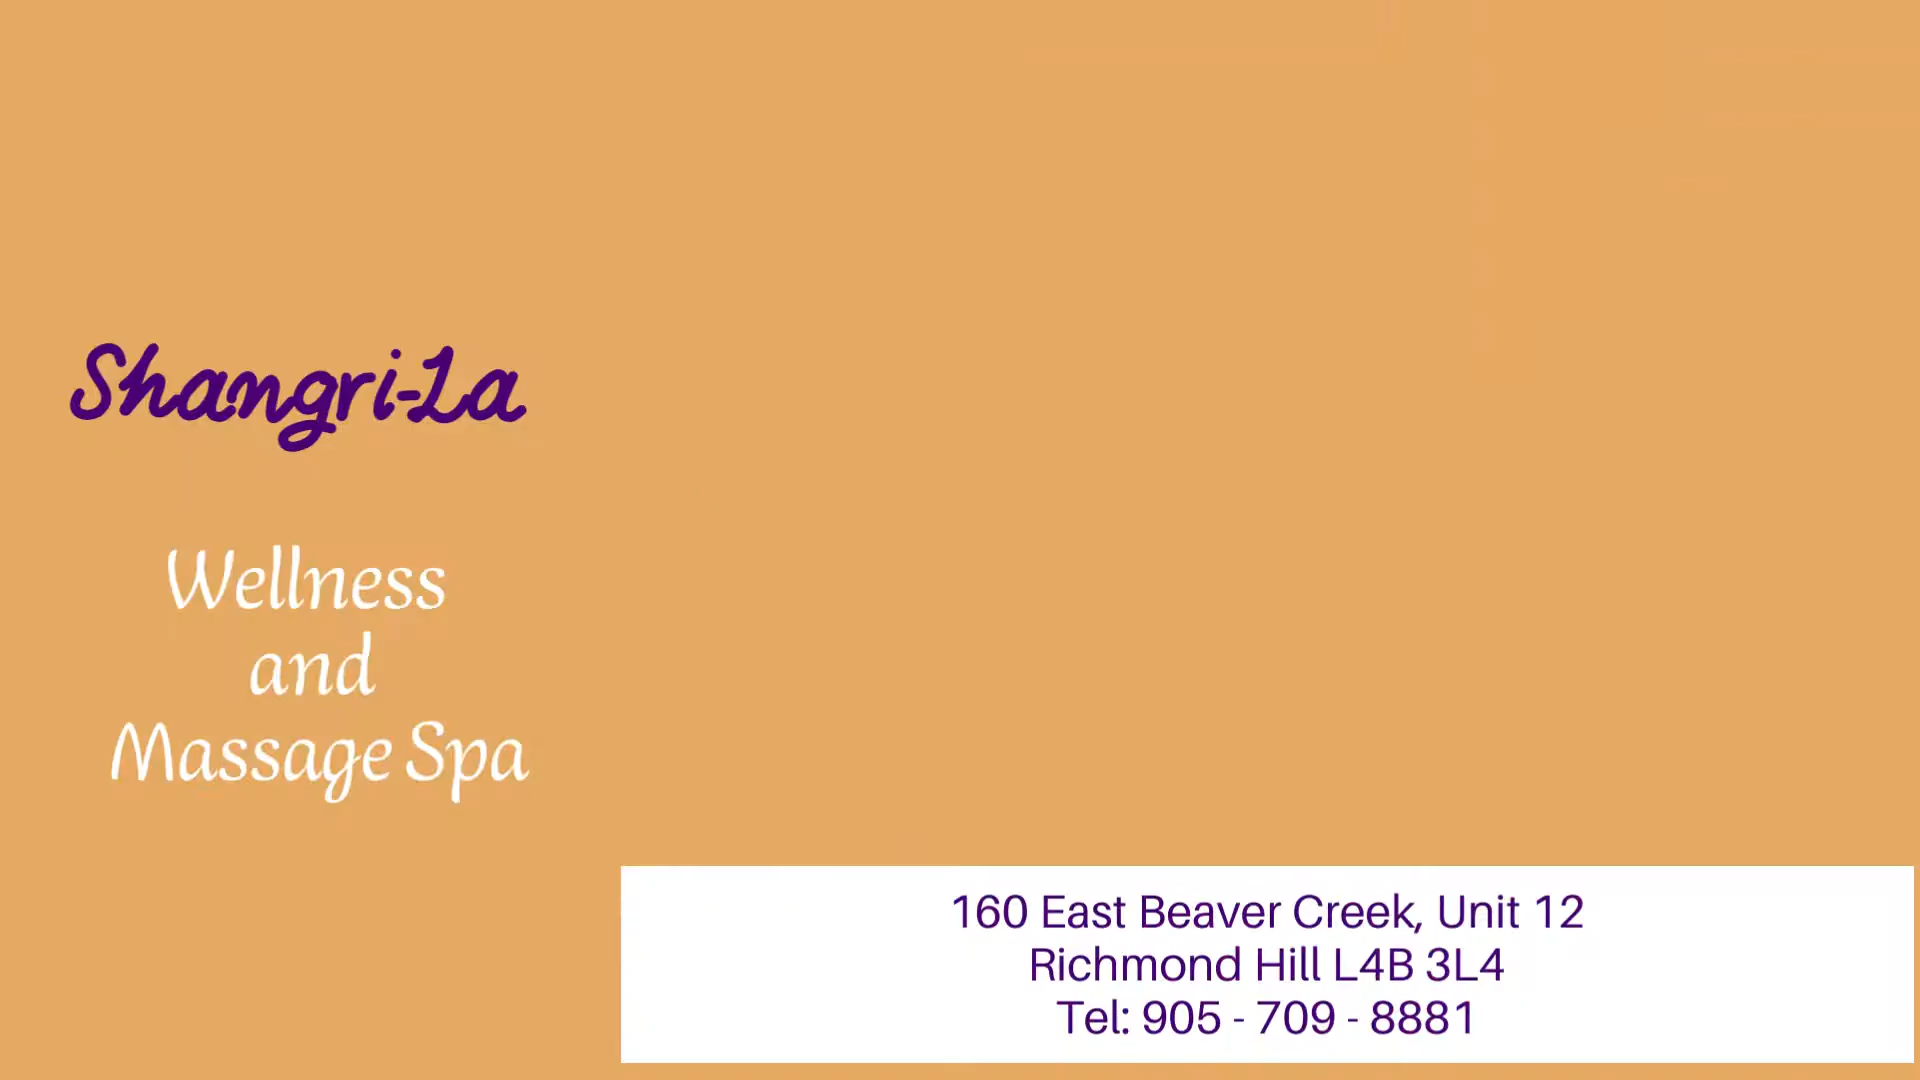 Shangri-La
Wellness
and
Massage Spa
160 East Beaver Creek, Unit 12
Richmond Hill L4B 3L4
Tel: 905 - 709 - 8881